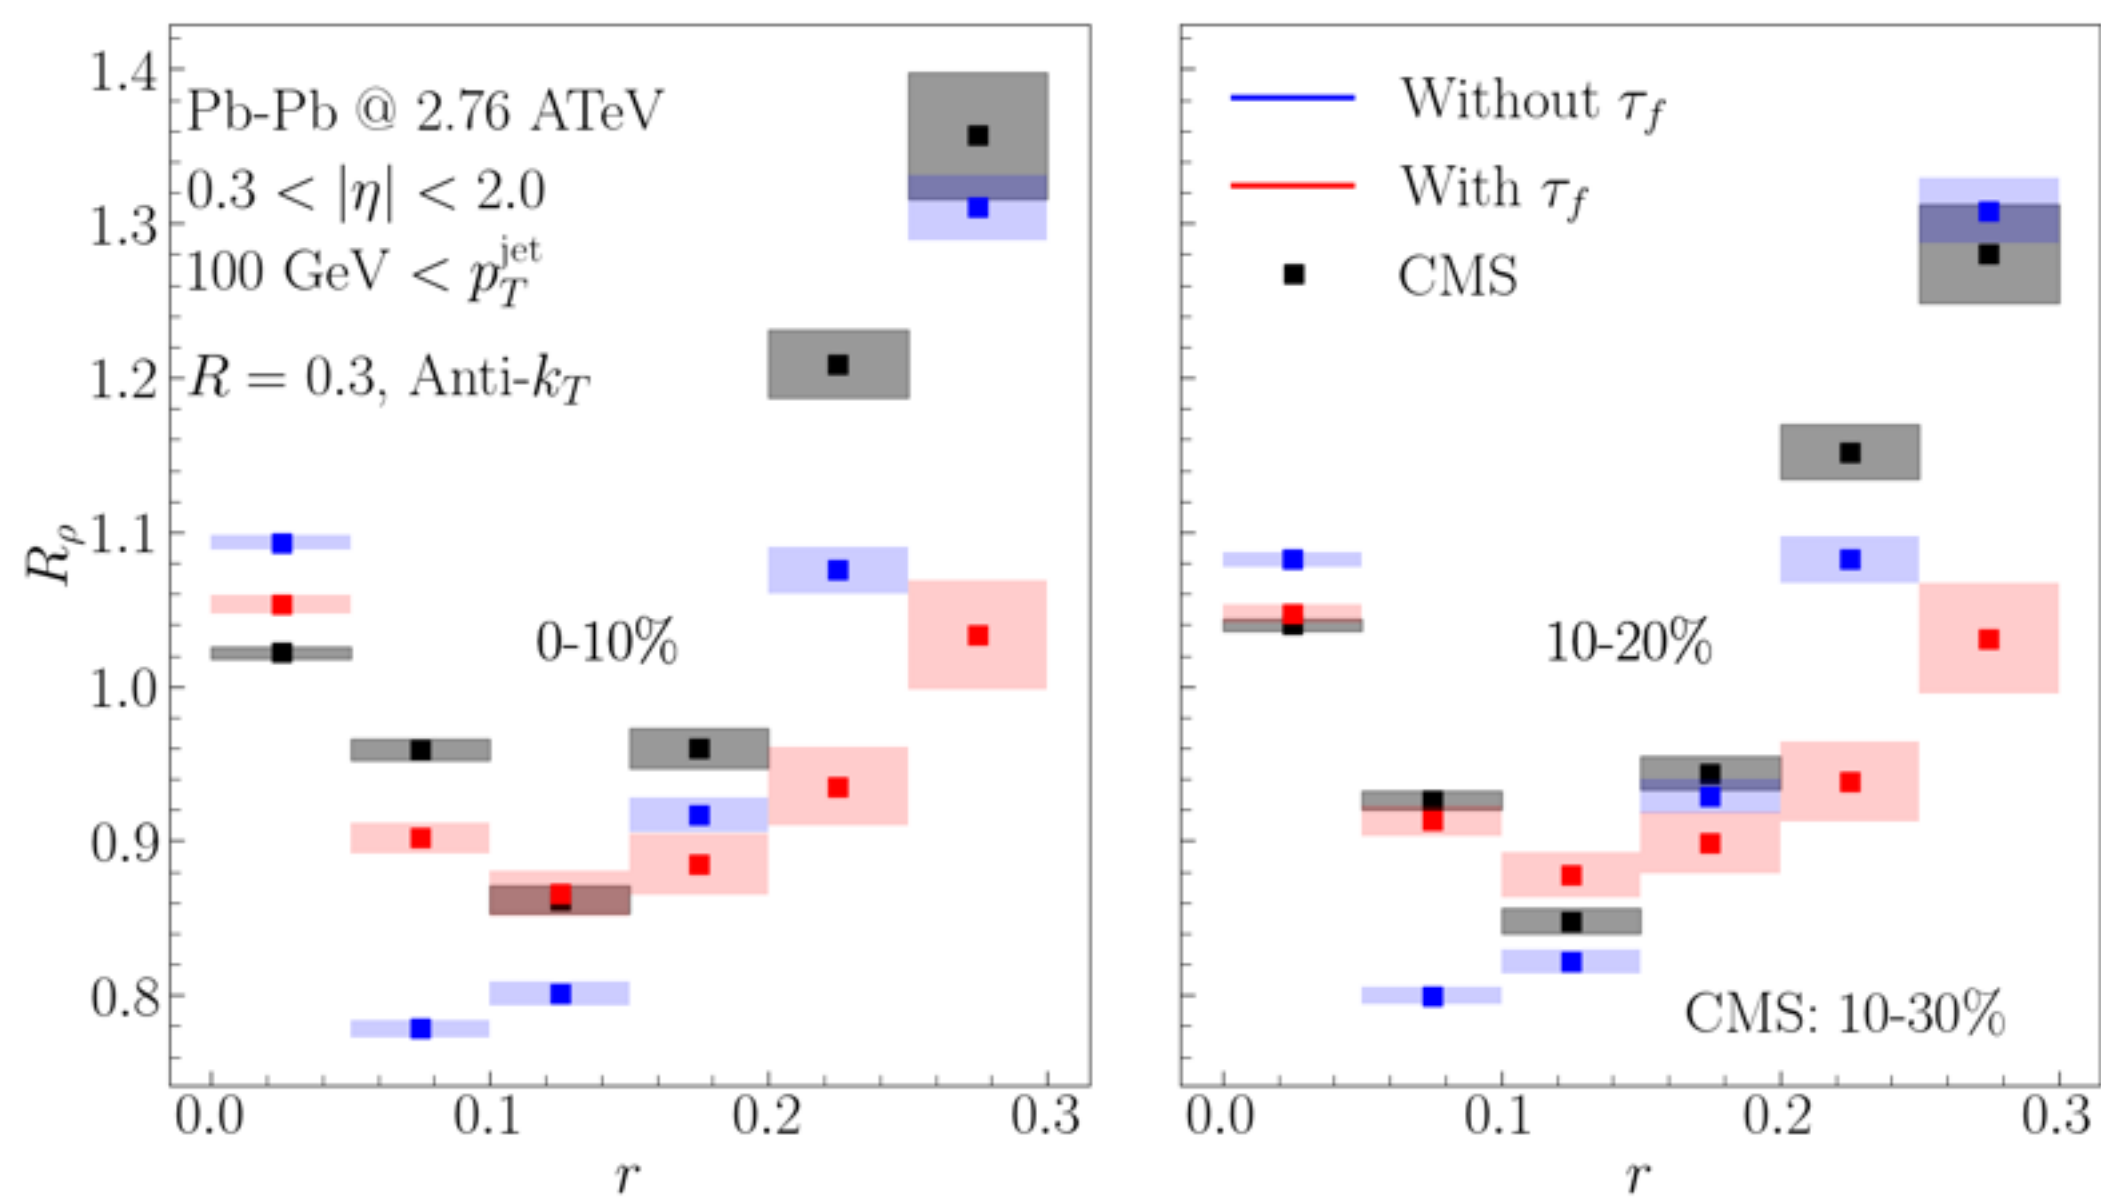 Pb-Pb @ 2.76 ATeV
0.3 < |η| < 2.0
100 GeV < p_T^jet
R = 0.3, Anti-k_T
0-10%
R_ρ
1.4
1.3
1.2
1.1
1.0
0.9
0.8
0.0 0.1 0.2 0.3
r
Without τ_f
With τ_f
CMS
10-20%
CMS: 10-30%
0.0 0.1 0.2 0.3
r